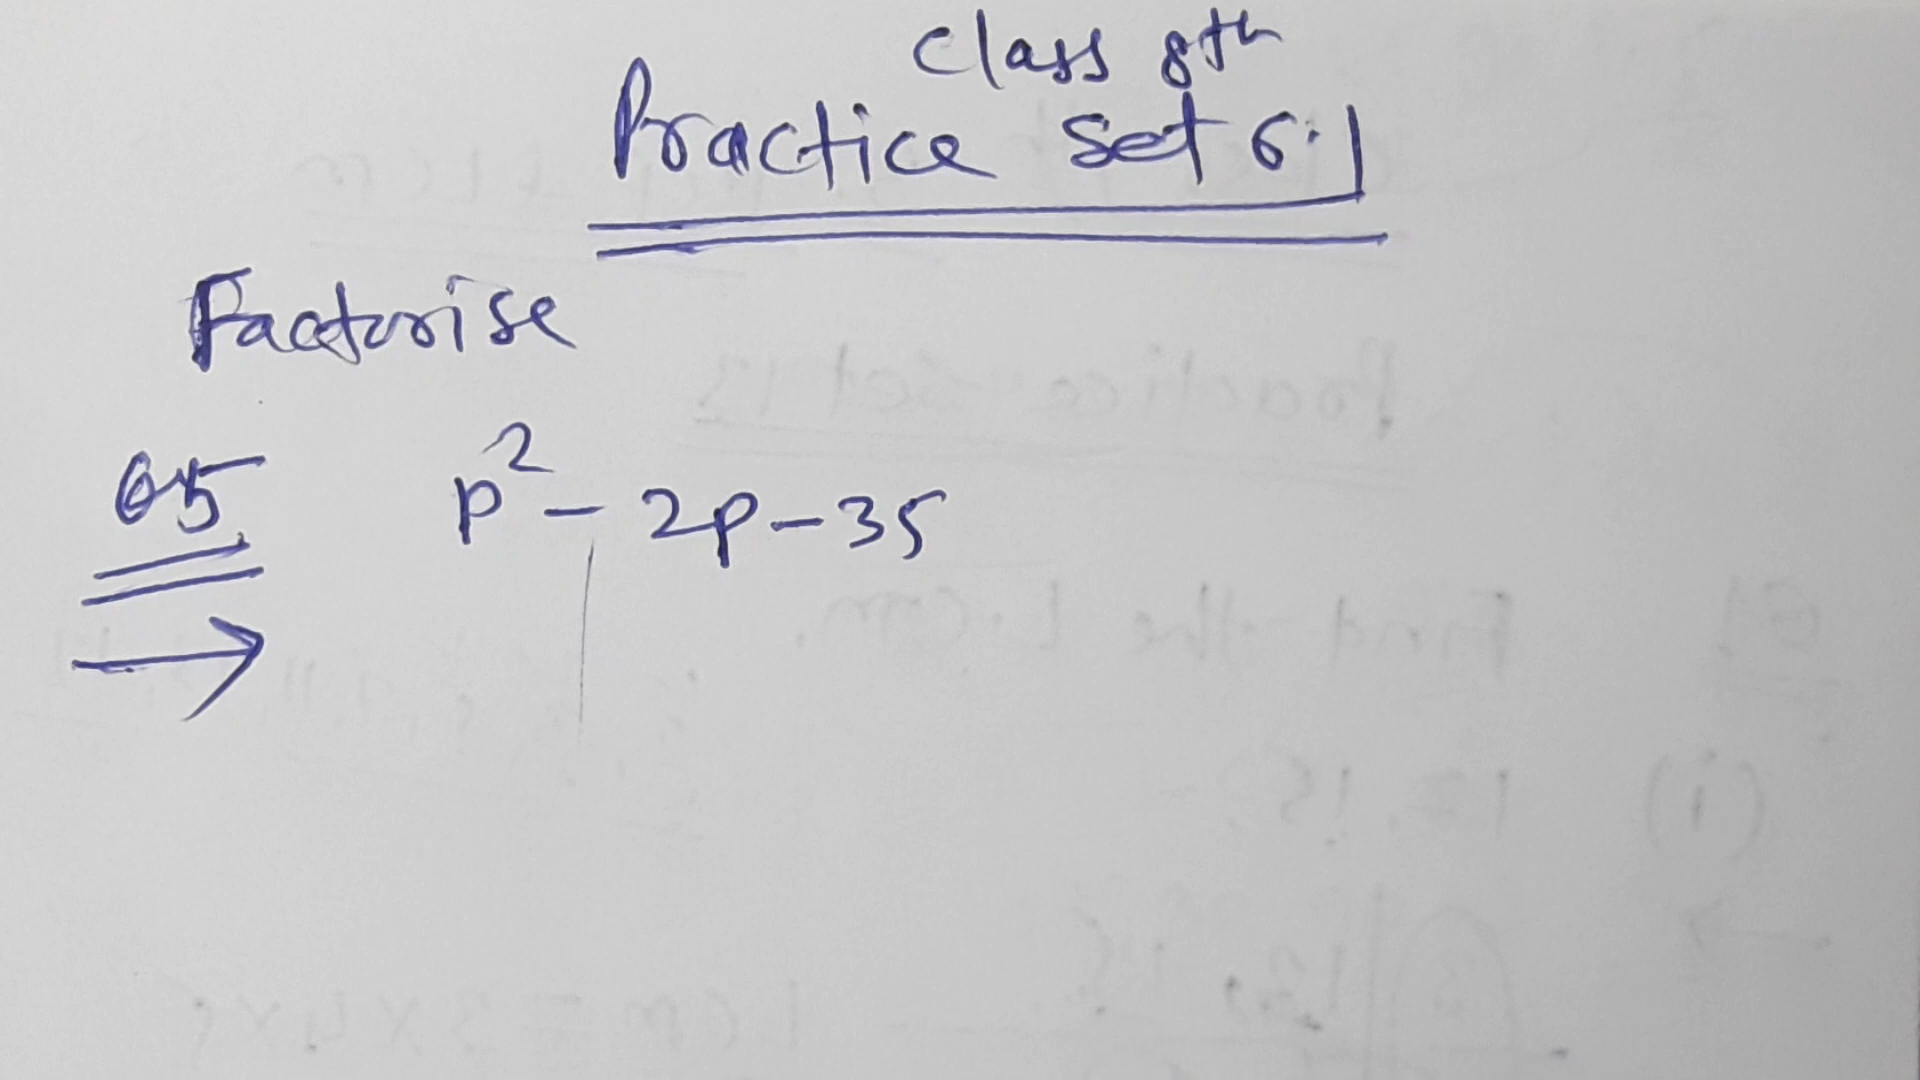 Class 8th
Practice Set 6.1
Factorise
Q5 p² - 2p - 35